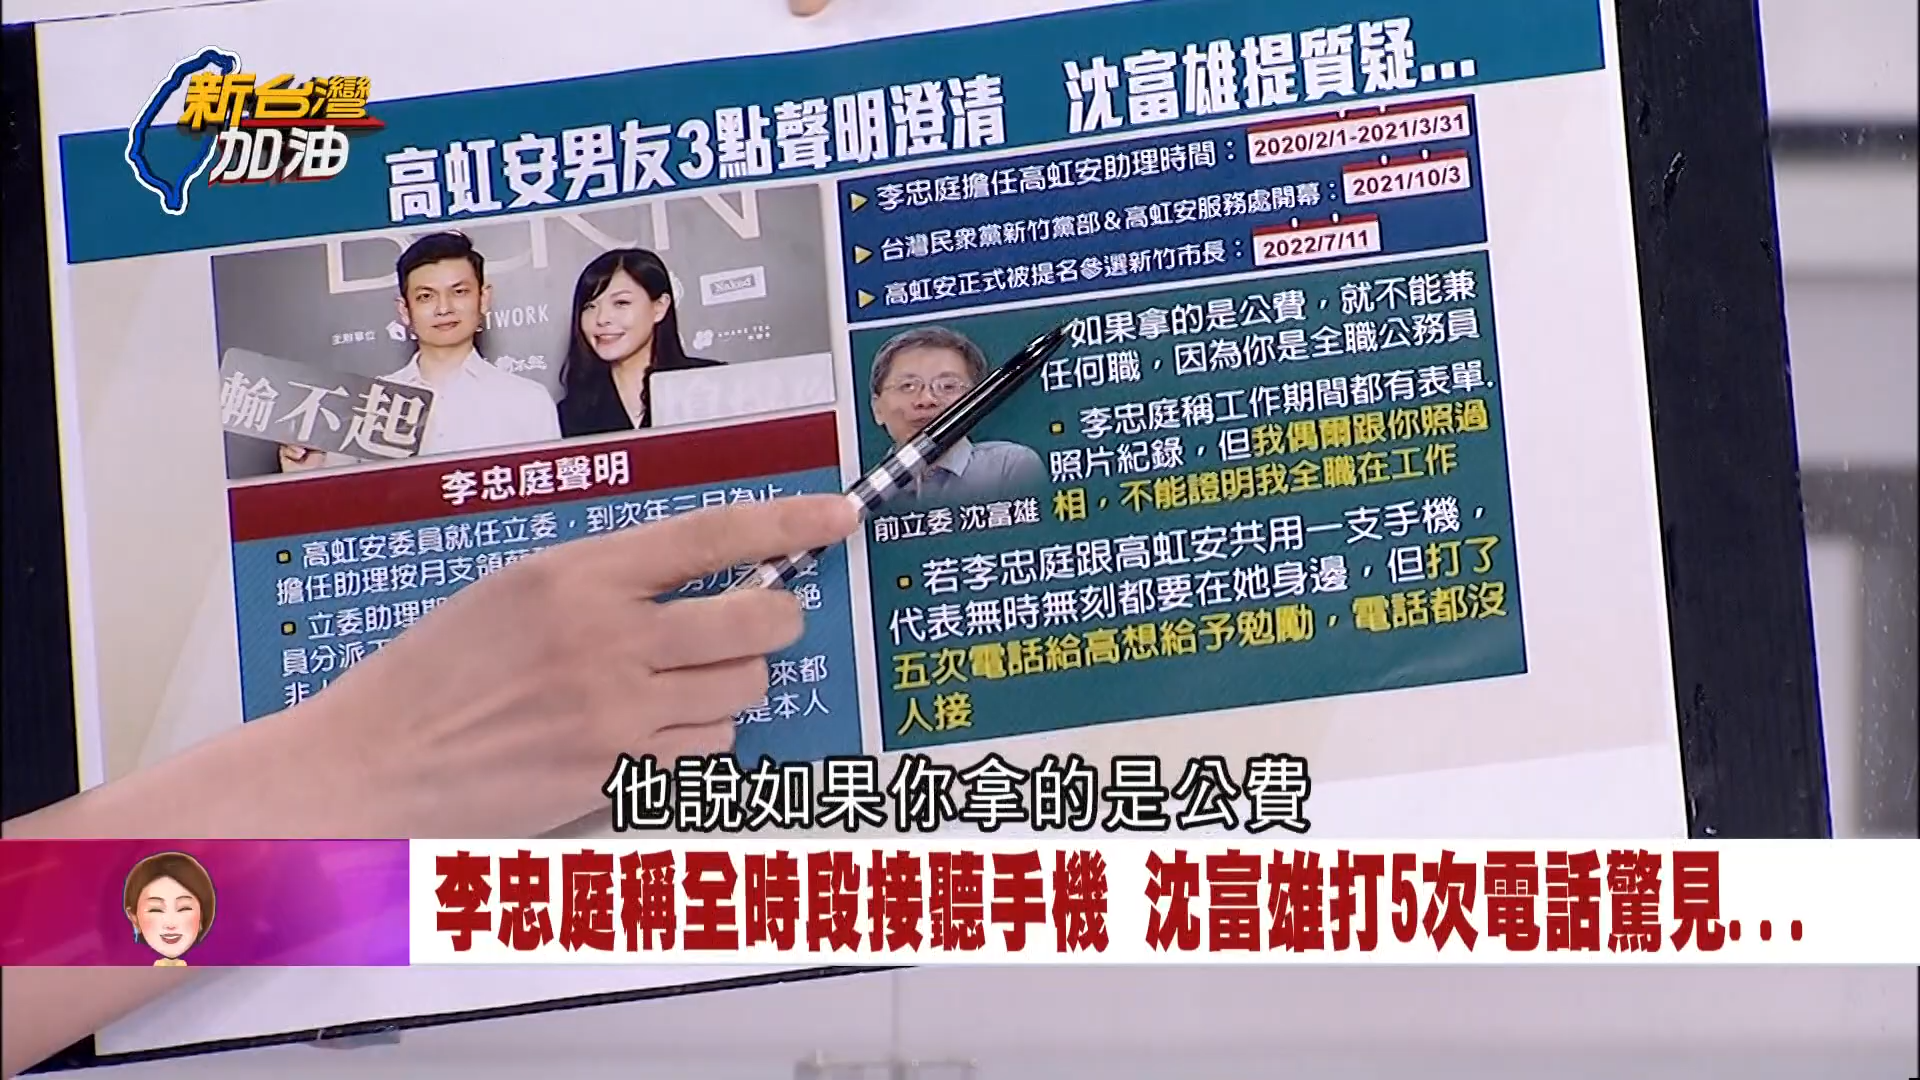 新台灣
加油
高虹安男友3點聲明澄清 沈富雄提質疑...
李忠庭擔任高虹安助理時間：2020/2/1-2021/3/31
台灣民眾黨新竹黨部＆高虹安服務處開幕：2021/10/3
高虹安正式被提名參選新竹市長：2022/7/11
主辦單位
TWORK
Naked
輸不起
李忠庭聲明
高虹安委員就任立委，到次年三月為止，
擔任助理按月支領
立委助理
絕
員分派
非
來都
是本人
前立委 沈富雄
如果拿的是公費，就不能兼
任何職，因為你是全職公務員
李忠庭稱工作期間都有表單.
照片紀錄，但我偶爾跟你照過
相，不能證明我全職在工作
若李忠庭跟高虹安共用一支手機，
代表無時無刻都要在她身邊，但打了
五次電話給高想給予勉勵，電話都沒
人接
他說如果你拿的是公費
李忠庭稱全時段接聽手機 沈富雄打5次電話驚見...